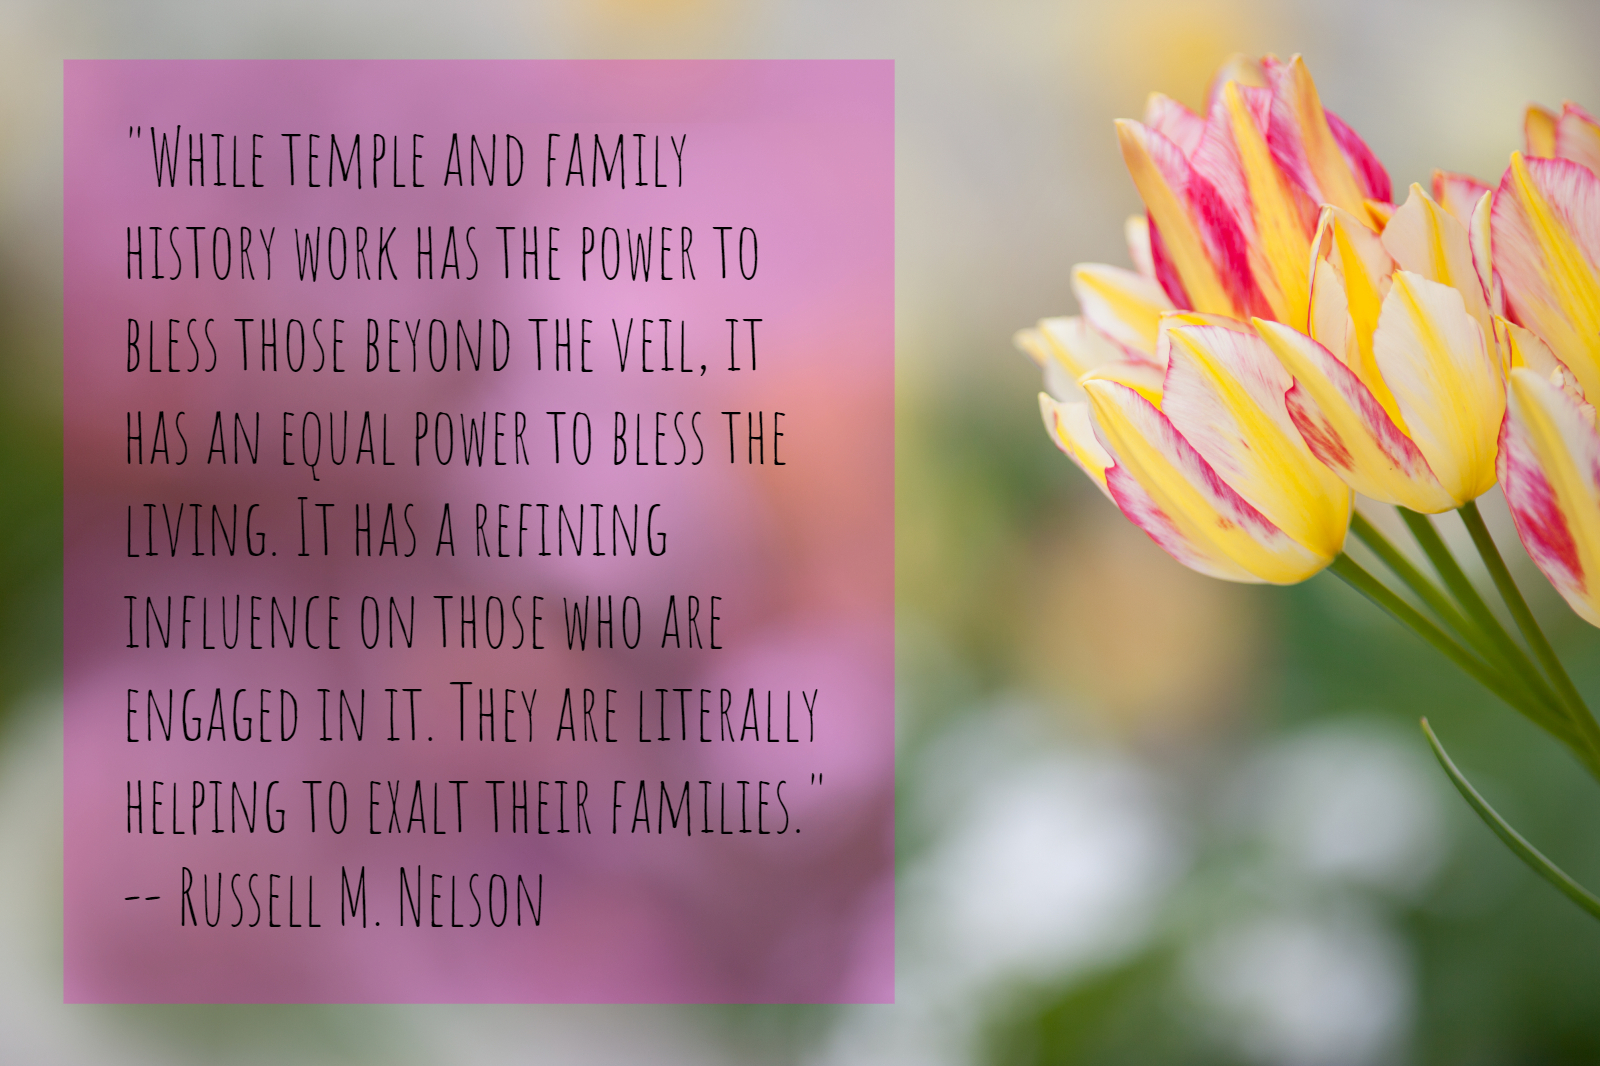 "While temple and family
history work has the power to
bless those beyond the veil, it
has an equal power to bless the
living. It has a refining
influence on those who are
engaged in it. They are literally
helping to exalt their families."
-- Russell M. Nelson